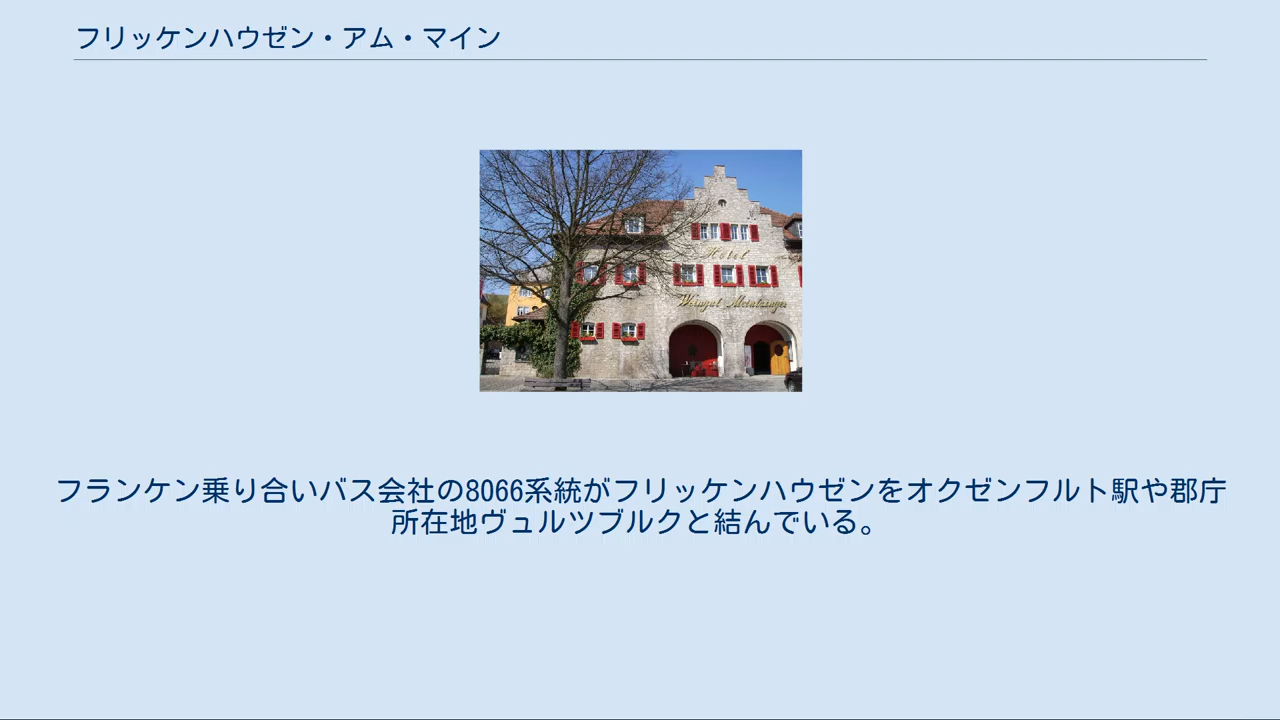 フリッケンハウゼン・アム・マイン
Hotel
Weingut Meintzinger
フランケン乗り合いバス会社の8066系統がフリッケンハウゼンをオクゼンフルト駅や郡庁
所在地ヴュルツブルクと結んでいる。